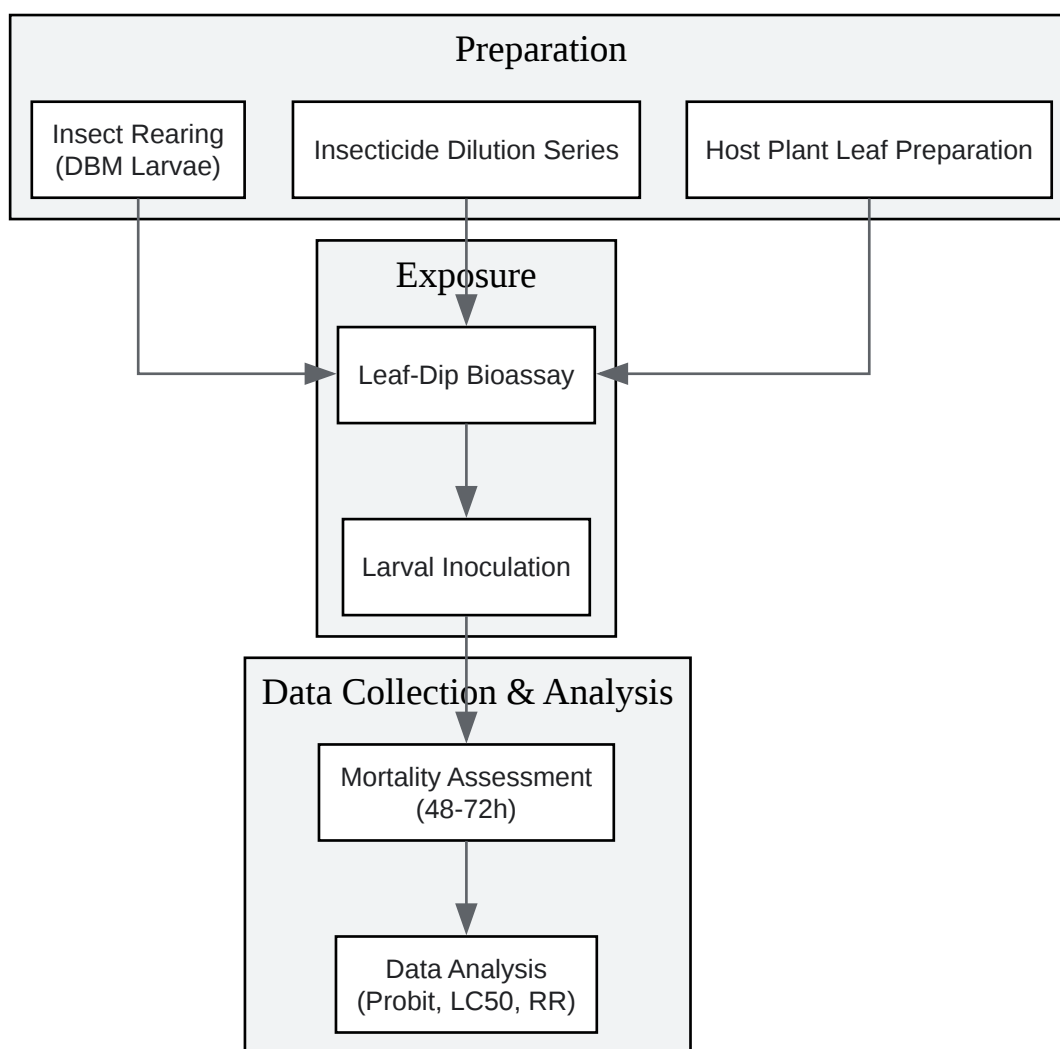 Preparation
Insect Rearing
(DBM Larvae)
Insecticide Dilution Series
Host Plant Leaf Preparation
Exposure
Leaf-Dip Bioassay
Larval Inoculation
Data Collection & Analysis
Mortality Assessment
(48-72h)
Data Analysis
(Probit, LC50, RR)